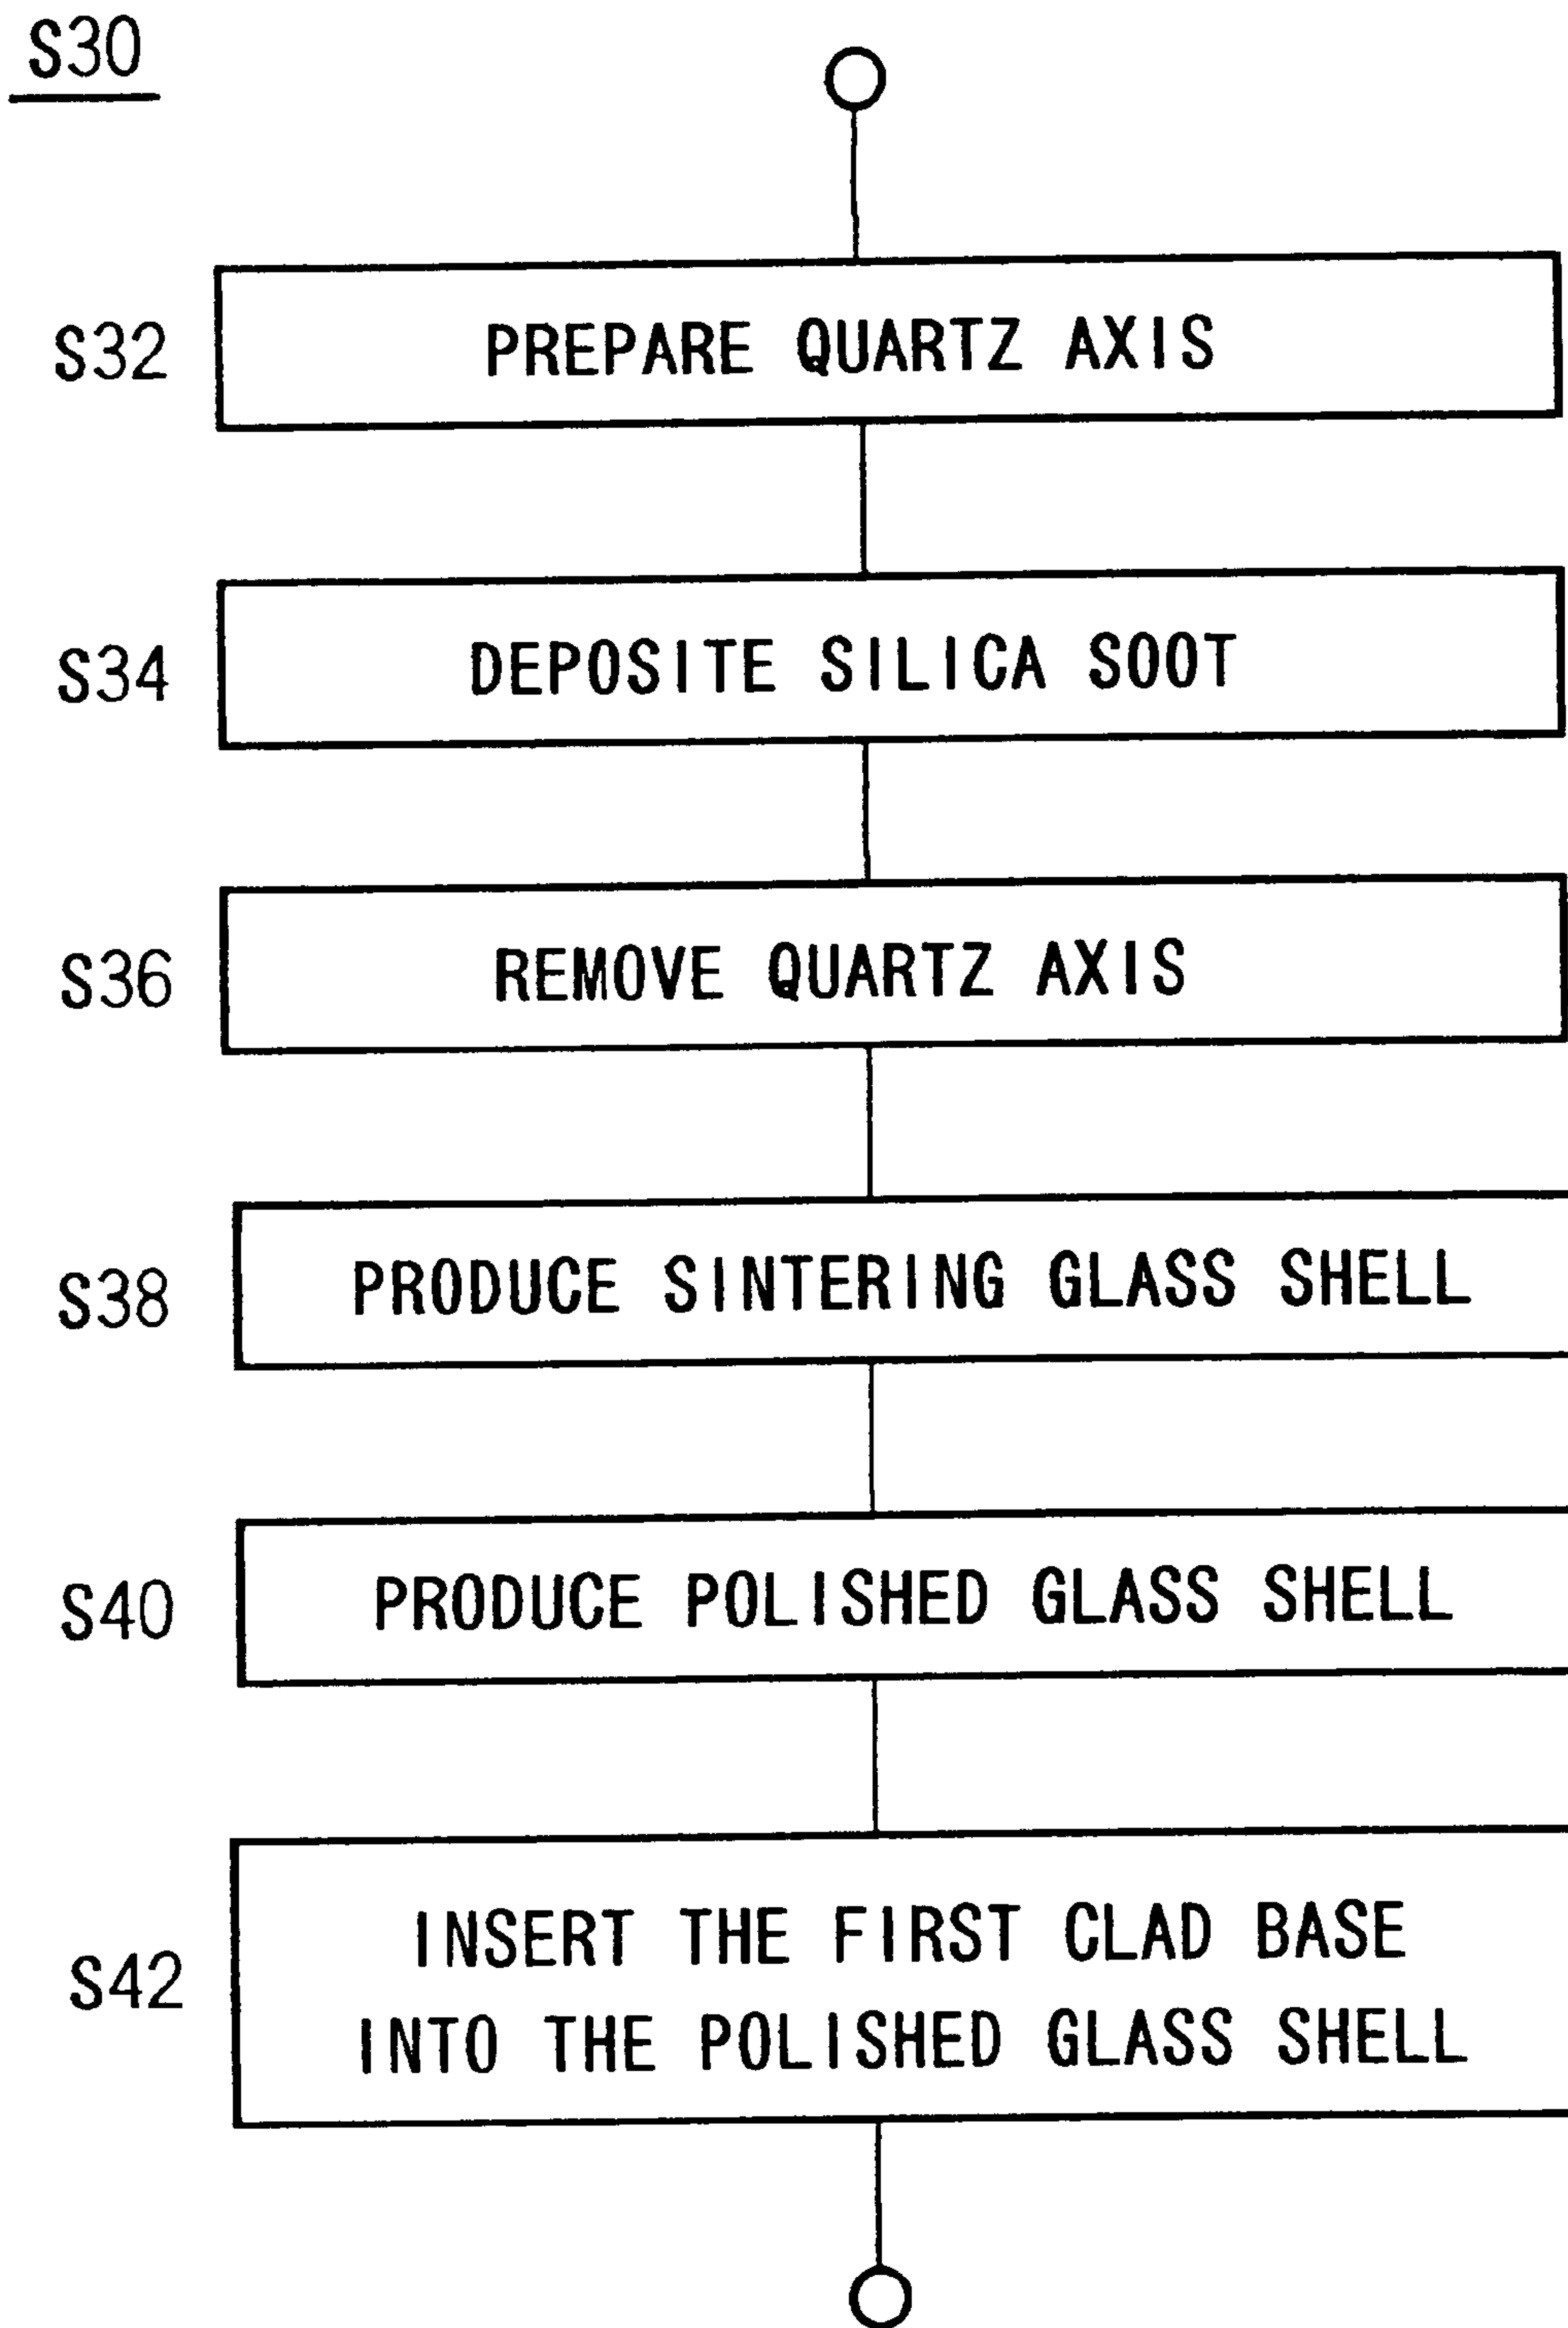 S30
S32
PREPARE QUARTZ AXIS
S34
DEPOSITE SILICA SOOT
S36
REMOVE QUARTZ AXIS
S38
PRODUCE SINTERING GLASS SHELL
S40
PRODUCE POLISHED GLASS SHELL
S42
INSERT THE FIRST CLAD BASE
INTO THE POLISHED GLASS SHELL